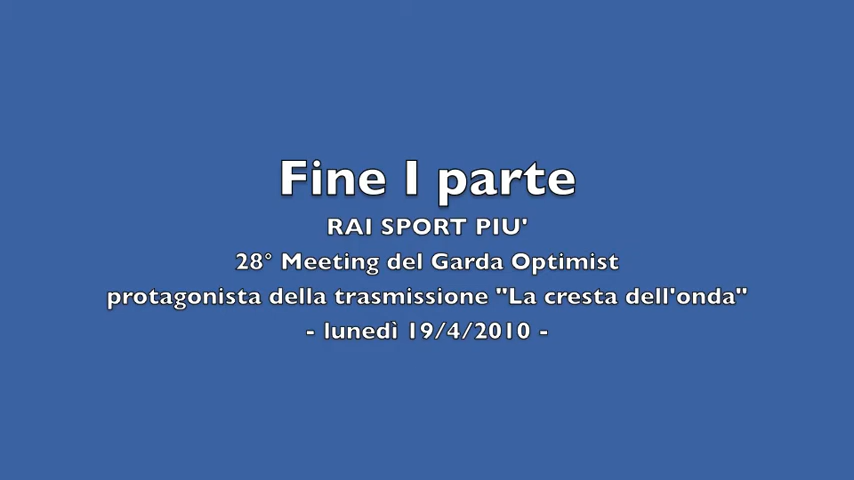 Fine I parte
RAI SPORT PIU'
28° Meeting del Garda Optimist
protagonista della trasmissione "La cresta dell'onda"
- lunedì 19/4/2010 -